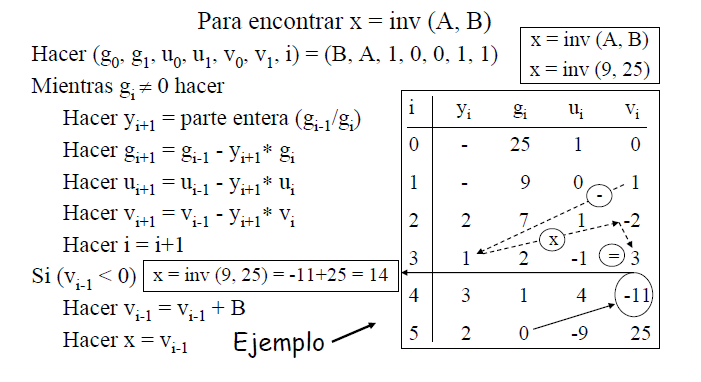 Para encontrar x = inv (A, B)
Hacer (g₀, g₁, u₀, u₁, v₀, v₁, i) = (B, A, 1, 0, 0, 1, 1)
x = inv (A, B)
x = inv (9, 25)
Mientras gᵢ ≠ 0 hacer
Hacer yᵢ₊₁ = parte entera (gᵢ₋₁/gᵢ)
Hacer gᵢ₊₁ = gᵢ₋₁ - yᵢ₊₁* gᵢ
Hacer uᵢ₊₁ = uᵢ₋₁ - yᵢ₊₁* uᵢ
Hacer vᵢ₊₁ = vᵢ₋₁ - yᵢ₊₁* vᵢ
Hacer i = i+1
Si (vᵢ₋₁ < 0)
x = inv (9, 25) = -11+25 = 14
Hacer vᵢ₋₁ = vᵢ₋₁ + B
Hacer x = vᵢ₋₁
Ejemplo
i yᵢ gᵢ uᵢ vᵢ
0 - 25 1 0
1 - 9 0 1
-
2 2 7 1 -2
x
3 1 2 -1 = 3
4 3 1 4 -11
5 2 0 -9 25